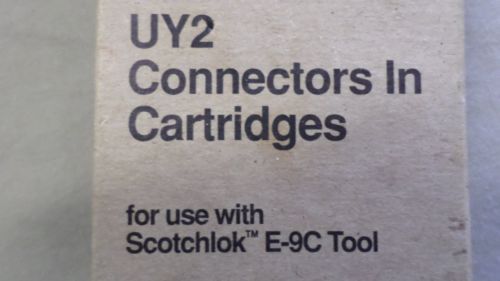 UY2
Connectors In
Cartridges
for use with
Scotchlok™ E-9C Tool